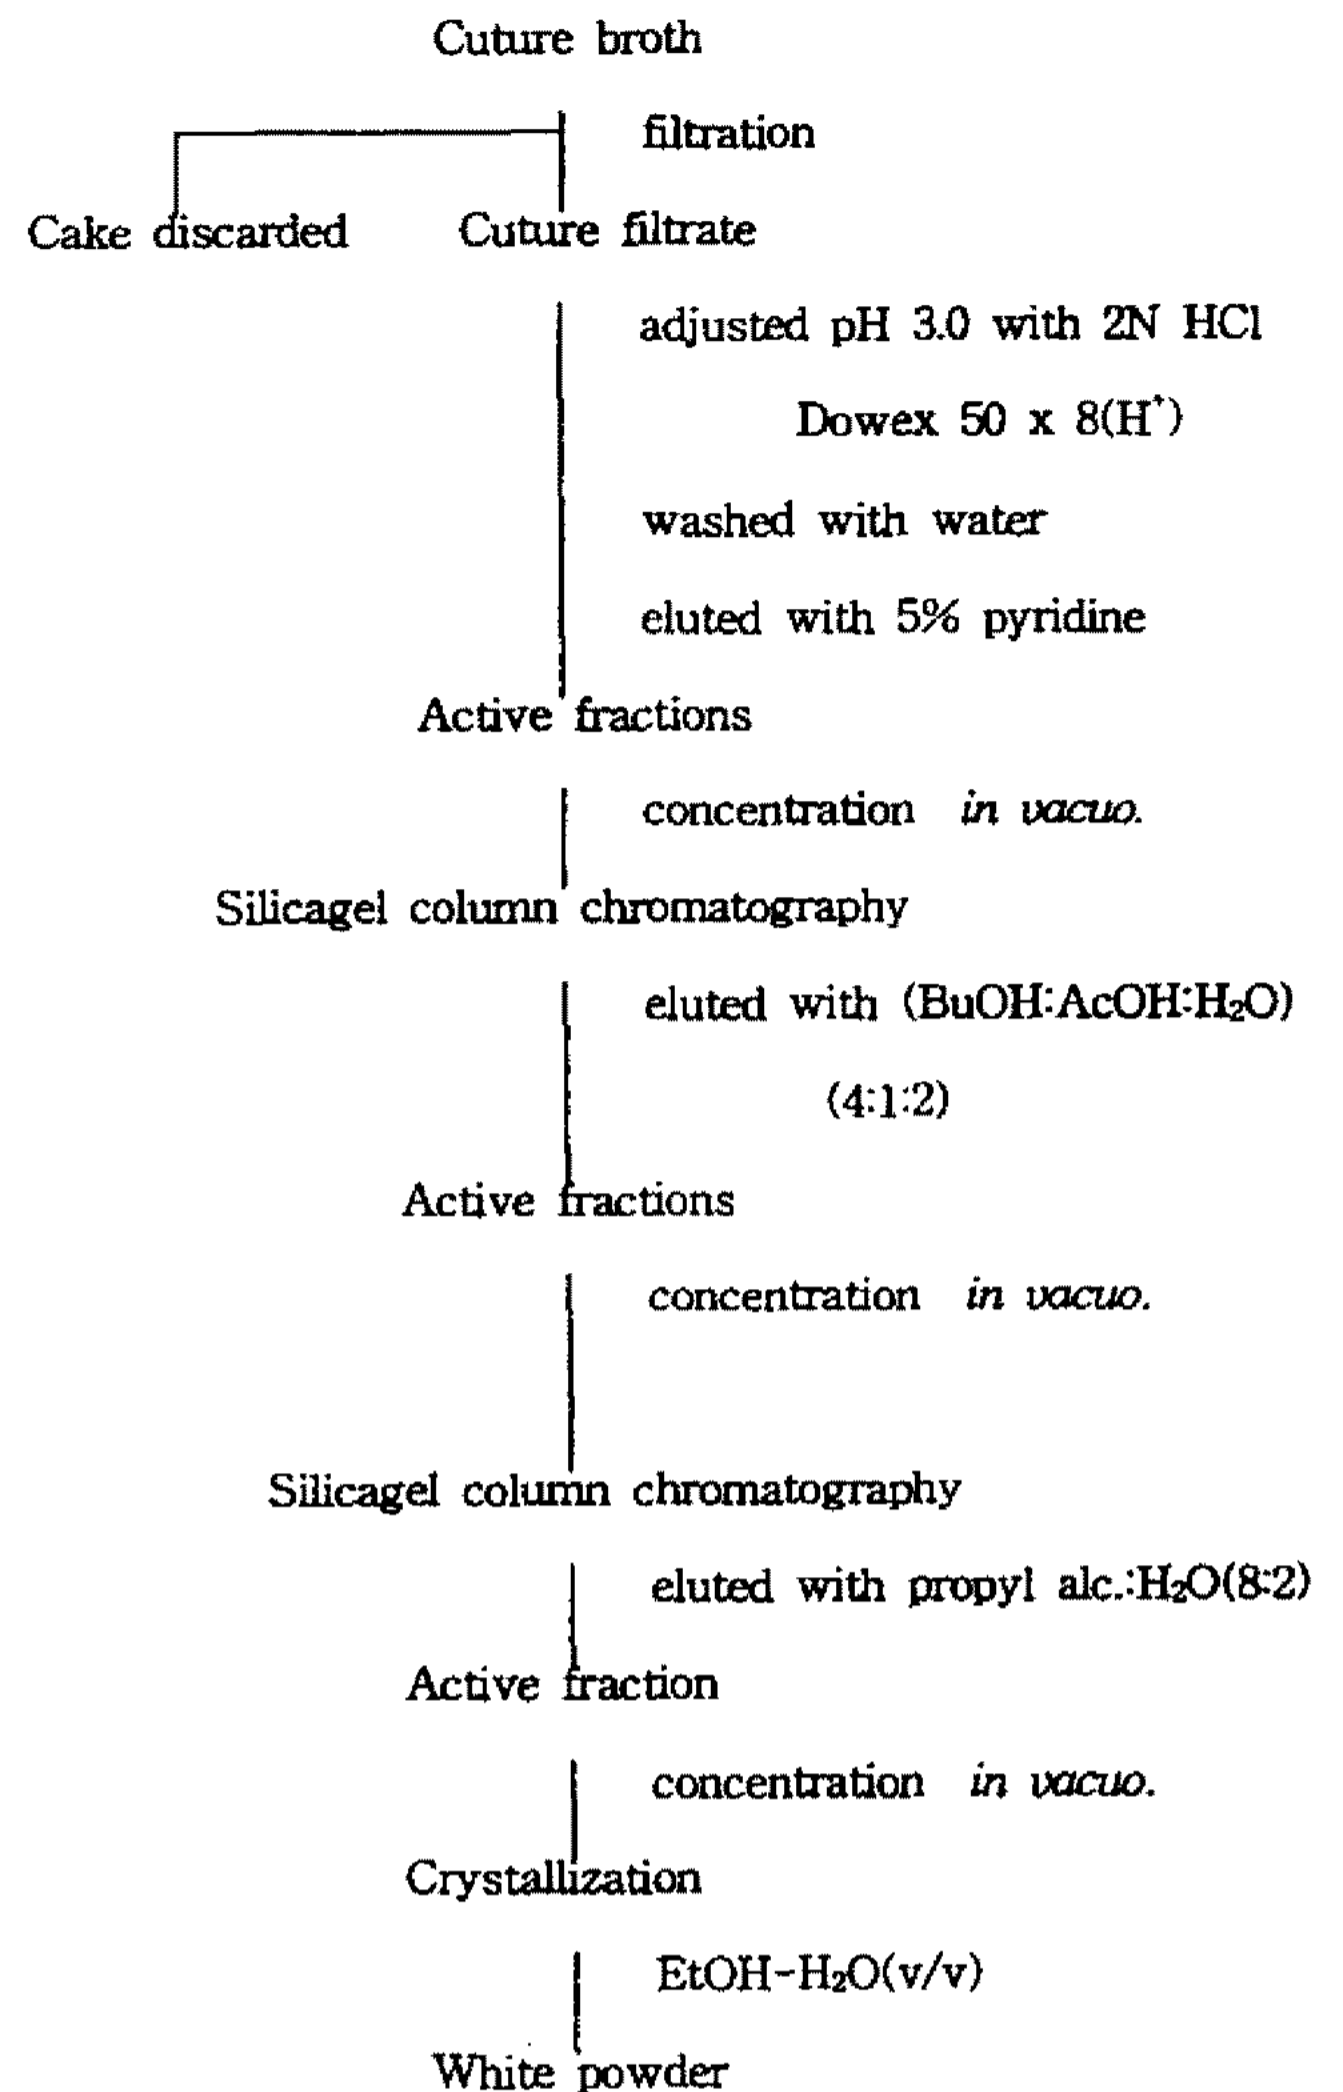 Cuture broth
filtration
Cake discarded Cuture filtrate
adjusted pH 3.0 with 2N HCl
Dowex 50 x 8(H⁺)
washed with water
eluted with 5% pyridine
Active fractions
concentration in vacuo.
Silicagel column chromatography
eluted with (BuOH:AcOH:H₂O)
(4:1:2)
Active fractions
concentration in vacuo.
Silicagel column chromatography
eluted with propyl alc.:H₂O(8:2)
Active fraction
concentration in vacuo.
Crystallization
EtOH-H₂O(v/v)
White powder